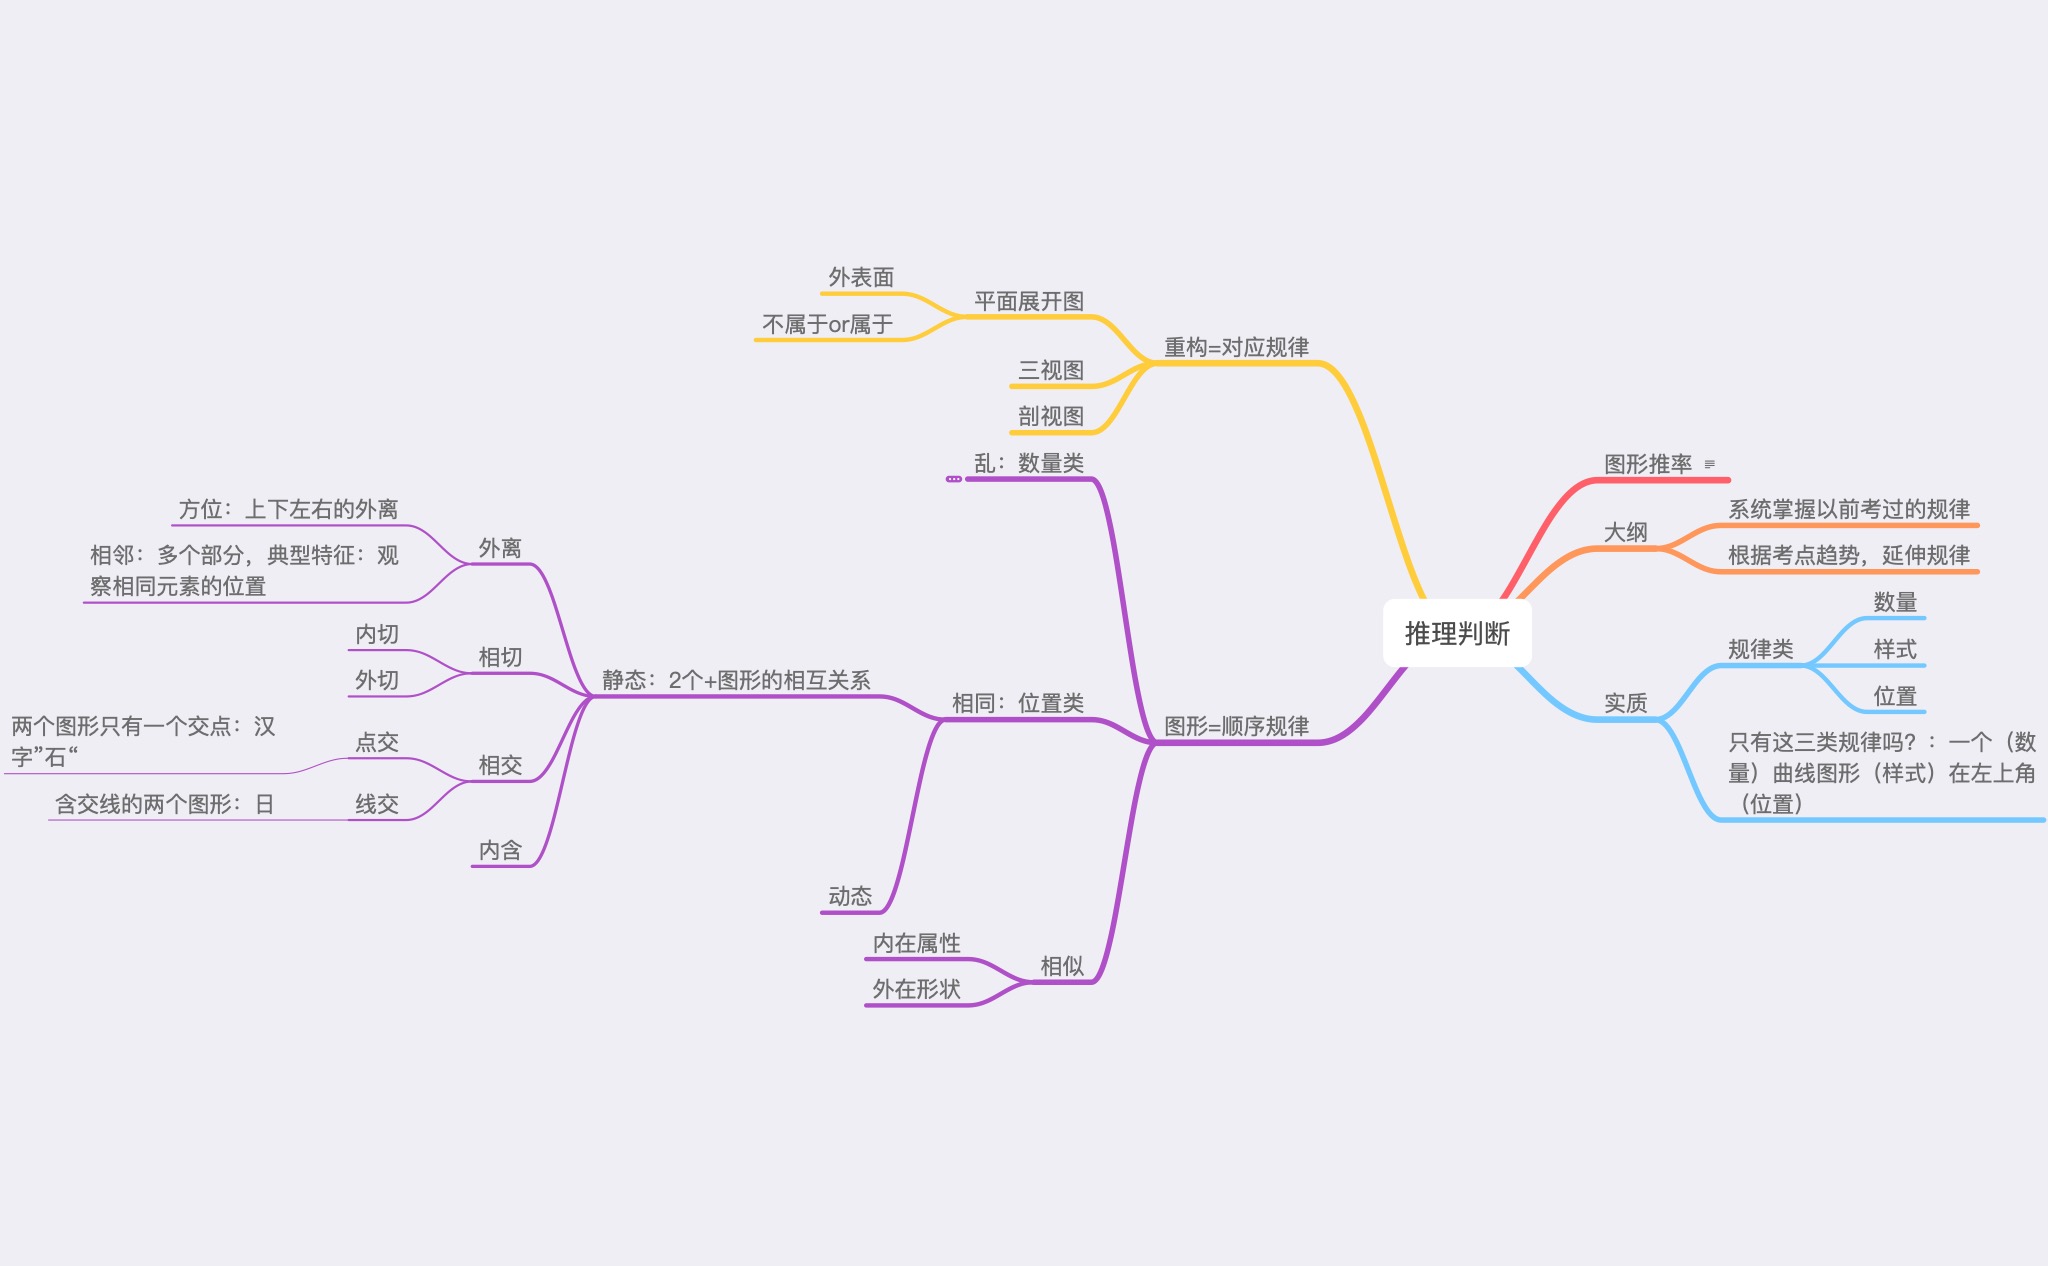 推理判断
图形推率
大纲
系统掌握以前考过的规律
根据考点趋势，延伸规律
实质
规律类
数量
样式
位置
只有这三类规律吗？：一个（数
量）曲线图形（样式）在左上角
（位置）
重构=对应规律
平面展开图
外表面
不属于or属于
三视图
剖视图
图形=顺序规律
乱：数量类
相同：位置类
静态：2个+图形的相互关系
外离
方位：上下左右的外离
相邻：多个部分，典型特征：观
察相同元素的位置
相切
内切
外切
相交
点交
两个图形只有一个交点：汉
字”石“
线交
含交线的两个图形：日
内含
动态
相似
内在属性
外在形状